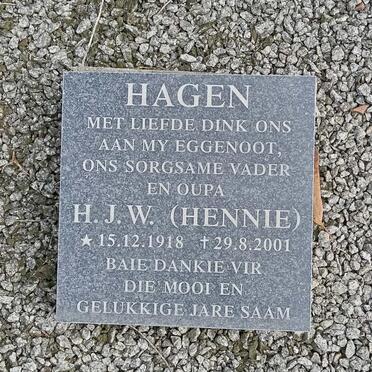 HAGEN
MET LIEFDE DINK ONS
AAN MY EGGENOOT,
ONS SORGSAME VADER
EN OUPA
H.J.W. (HENNIE)
★15.12.1918 †29.8.2001
BAIE DANKIE VIR
DIE MOOI EN
GELUKKIGE JARE SAAM